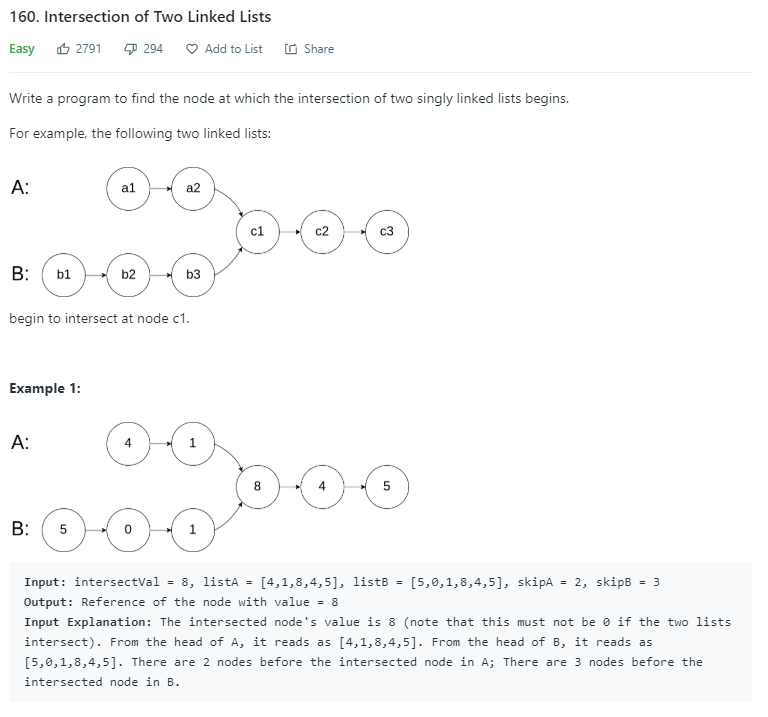 160. Intersection of Two Linked Lists
Easy 2791 294 Add to List Share
Write a program to find the node at which the intersection of two singly linked lists begins.
For example, the following two linked lists:
A: a1 a2
c1 c2 c3
B: b1 b2 b3
begin to intersect at node c1.
Example 1:
A: 4 1
8 4 5
B: 5 0 1
Input: intersectVal = 8, listA = [4,1,8,4,5], listB = [5,0,1,8,4,5], skipA = 2, skipB = 3
Output: Reference of the node with value = 8
Input Explanation: The intersected node's value is 8 (note that this must not be 0 if the two lists
intersect). From the head of A, it reads as [4,1,8,4,5]. From the head of B, it reads as
[5,0,1,8,4,5]. There are 2 nodes before the intersected node in A; There are 3 nodes before the
intersected node in B.